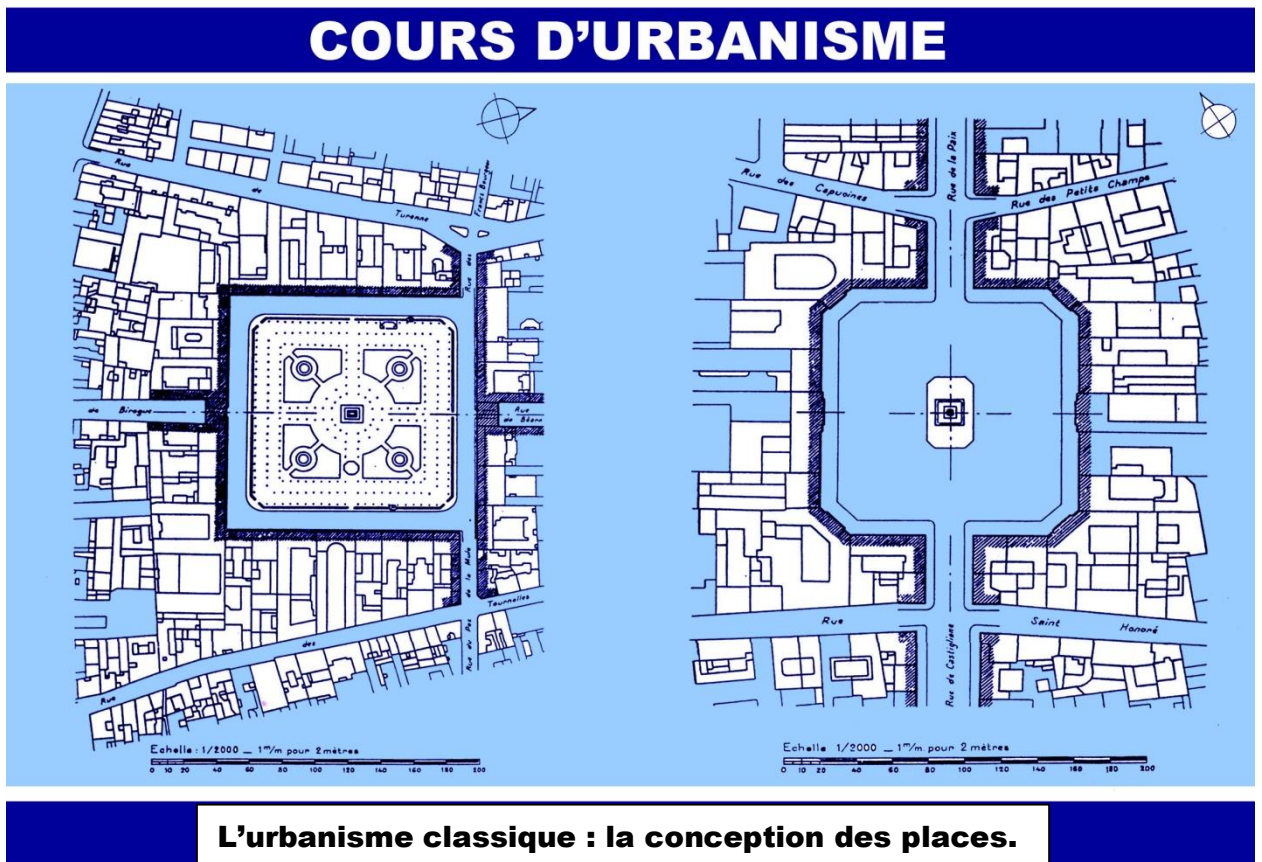 COURS D'URBANISME
Rue de Turenne
Rue des Francs Bourgeois
de Birague
Rue de Béarn
Rue du Pas de la Mule
Rue des Tournelles
Echelle : 1/2000 _ 1m/m pour 2 mètres
0 10 20 40 60 80 100 120 140 160 180 200
Rue des Capucines
Rue de la Paix
Rue des Petits Champs
Rue Saint Honoré
Rue de Castiglione
Echelle 1/2000 _ 1m/m pour 2 mètres
0 10 20 40 60 80 100 120 140 160 180 200
L'urbanisme classique : la conception des places.